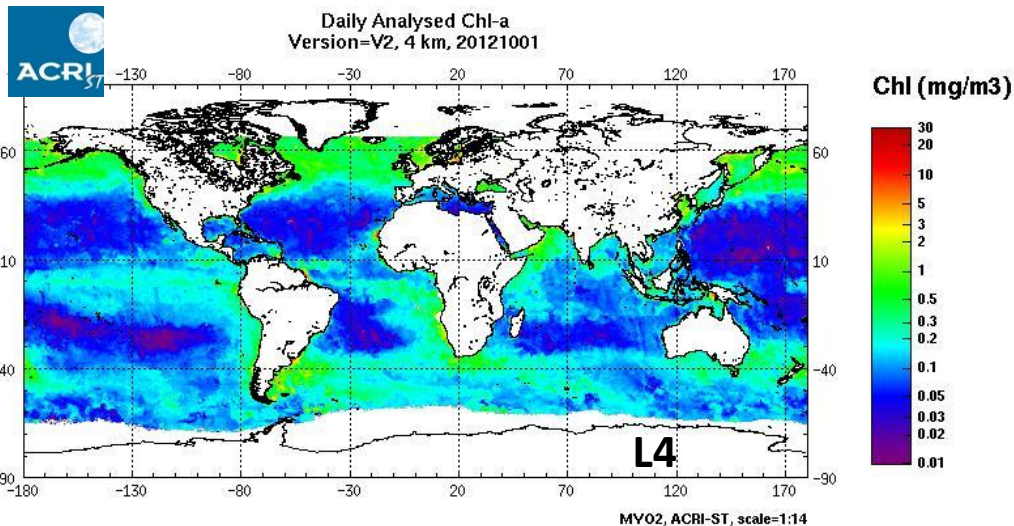 Daily Analysed Chl-a
Version=V2, 4 km, 20121001
ACRI
ST
-130 -80 -30 20 70 120 170
Chl (mg/m3)
30
20
10
5
3
2
1
0.5
0.3
0.2
0.1
0.05
0.03
0.02
0.01
60 60
10 10
-40 -40
-90 -90
L4
-180 -130 -80 -30 20 70 120 170
MYO2, ACRI-ST, scale=1:14